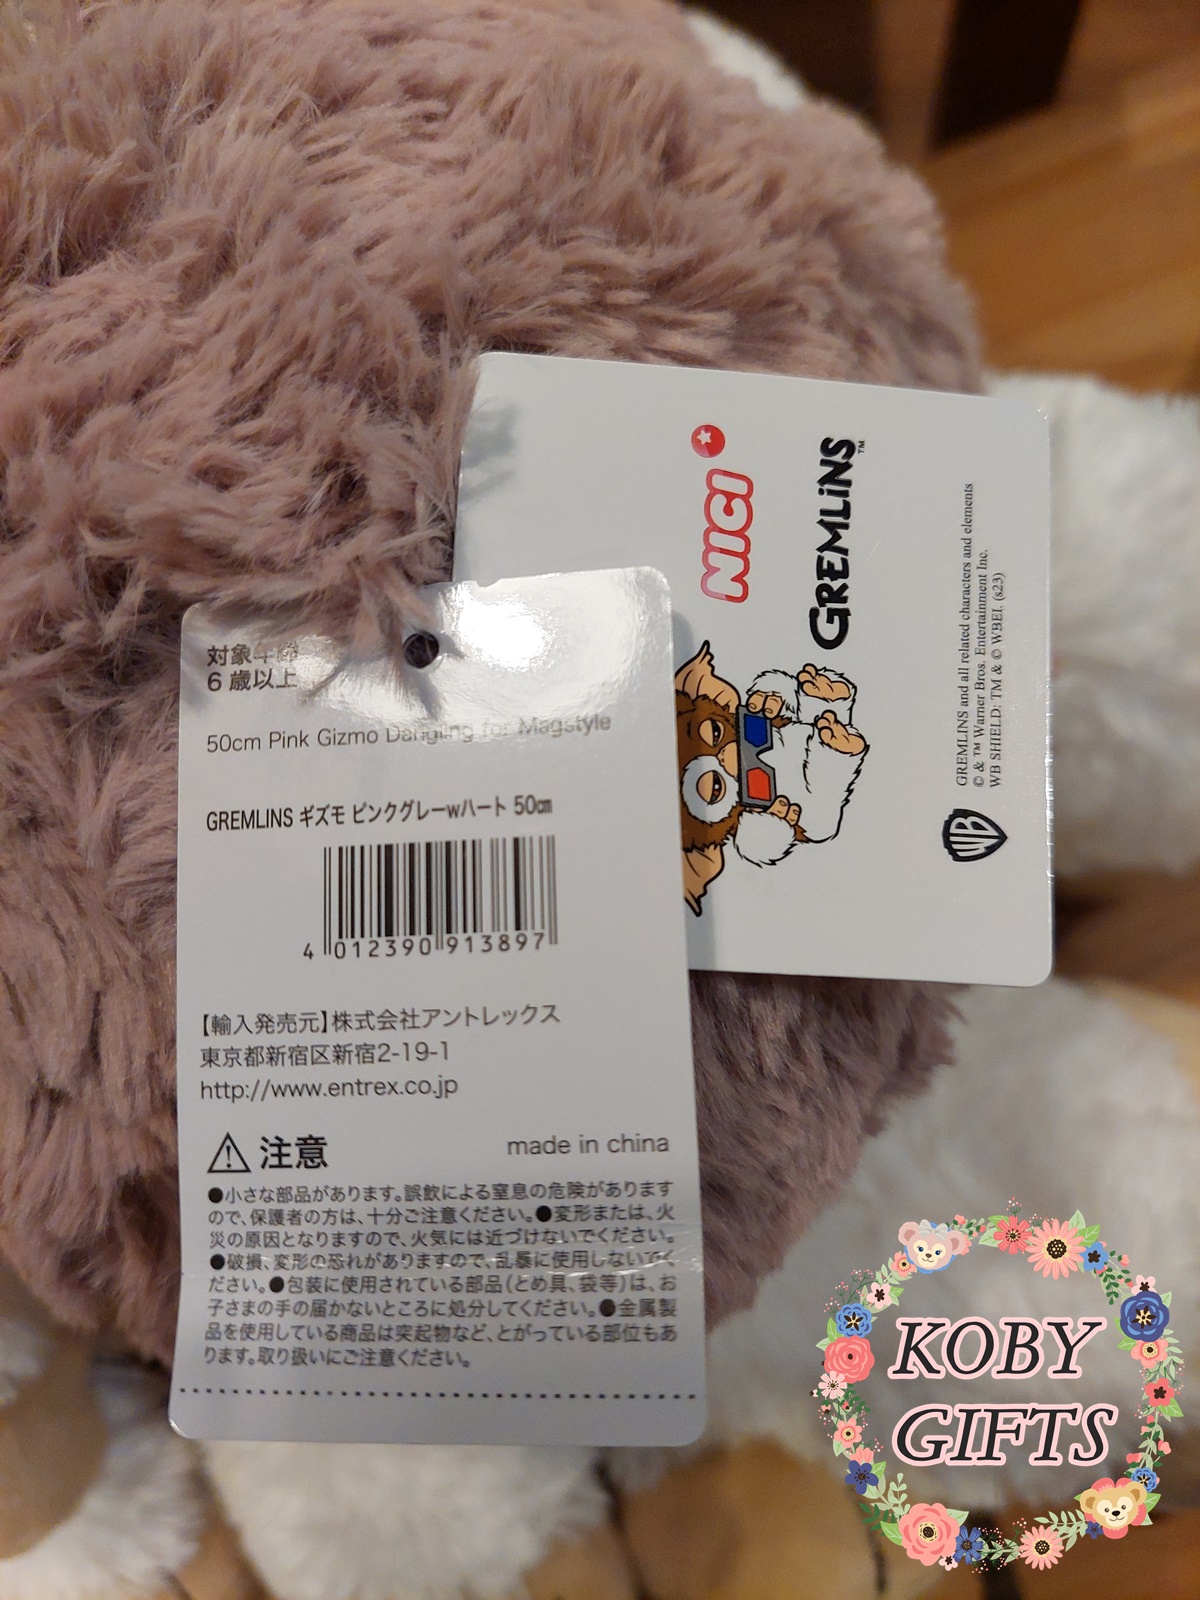 対象年齢
6歳以上
50cm Pink Gizmo Dangling for Magstyle
GREMLINS ギズモ ピンクグレーwハート 50㎝
4 012390 913897
【輸入発売元】株式会社アントレックス
東京都新宿区新宿2-19-1
http://www.entrex.co.jp
注意
made in china
●小さな部品があります。誤飲による窒息の危険があります
ので、保護者の方は、十分ご注意ください。●変形または、火
災の原因となりますので、火気には近づけないでください。
●破損、変形の恐れがありますので、乱暴に使用しないでく
ださい。●包装に使用されている部品(とめ具、袋等)は、お
子さまの手の届かないところに処分してください。●金属製
品を使用している商品は突起物など、とがっている部位もあ
ります。取り扱いにご注意ください。
NICI
GREMLINS™
GREMLINS and all related characters and elements
© & ™ Warner Bros. Entertainment Inc.
WB SHIELD: TM & © WBEI. (s23)
WB
KOBY
GIFTS